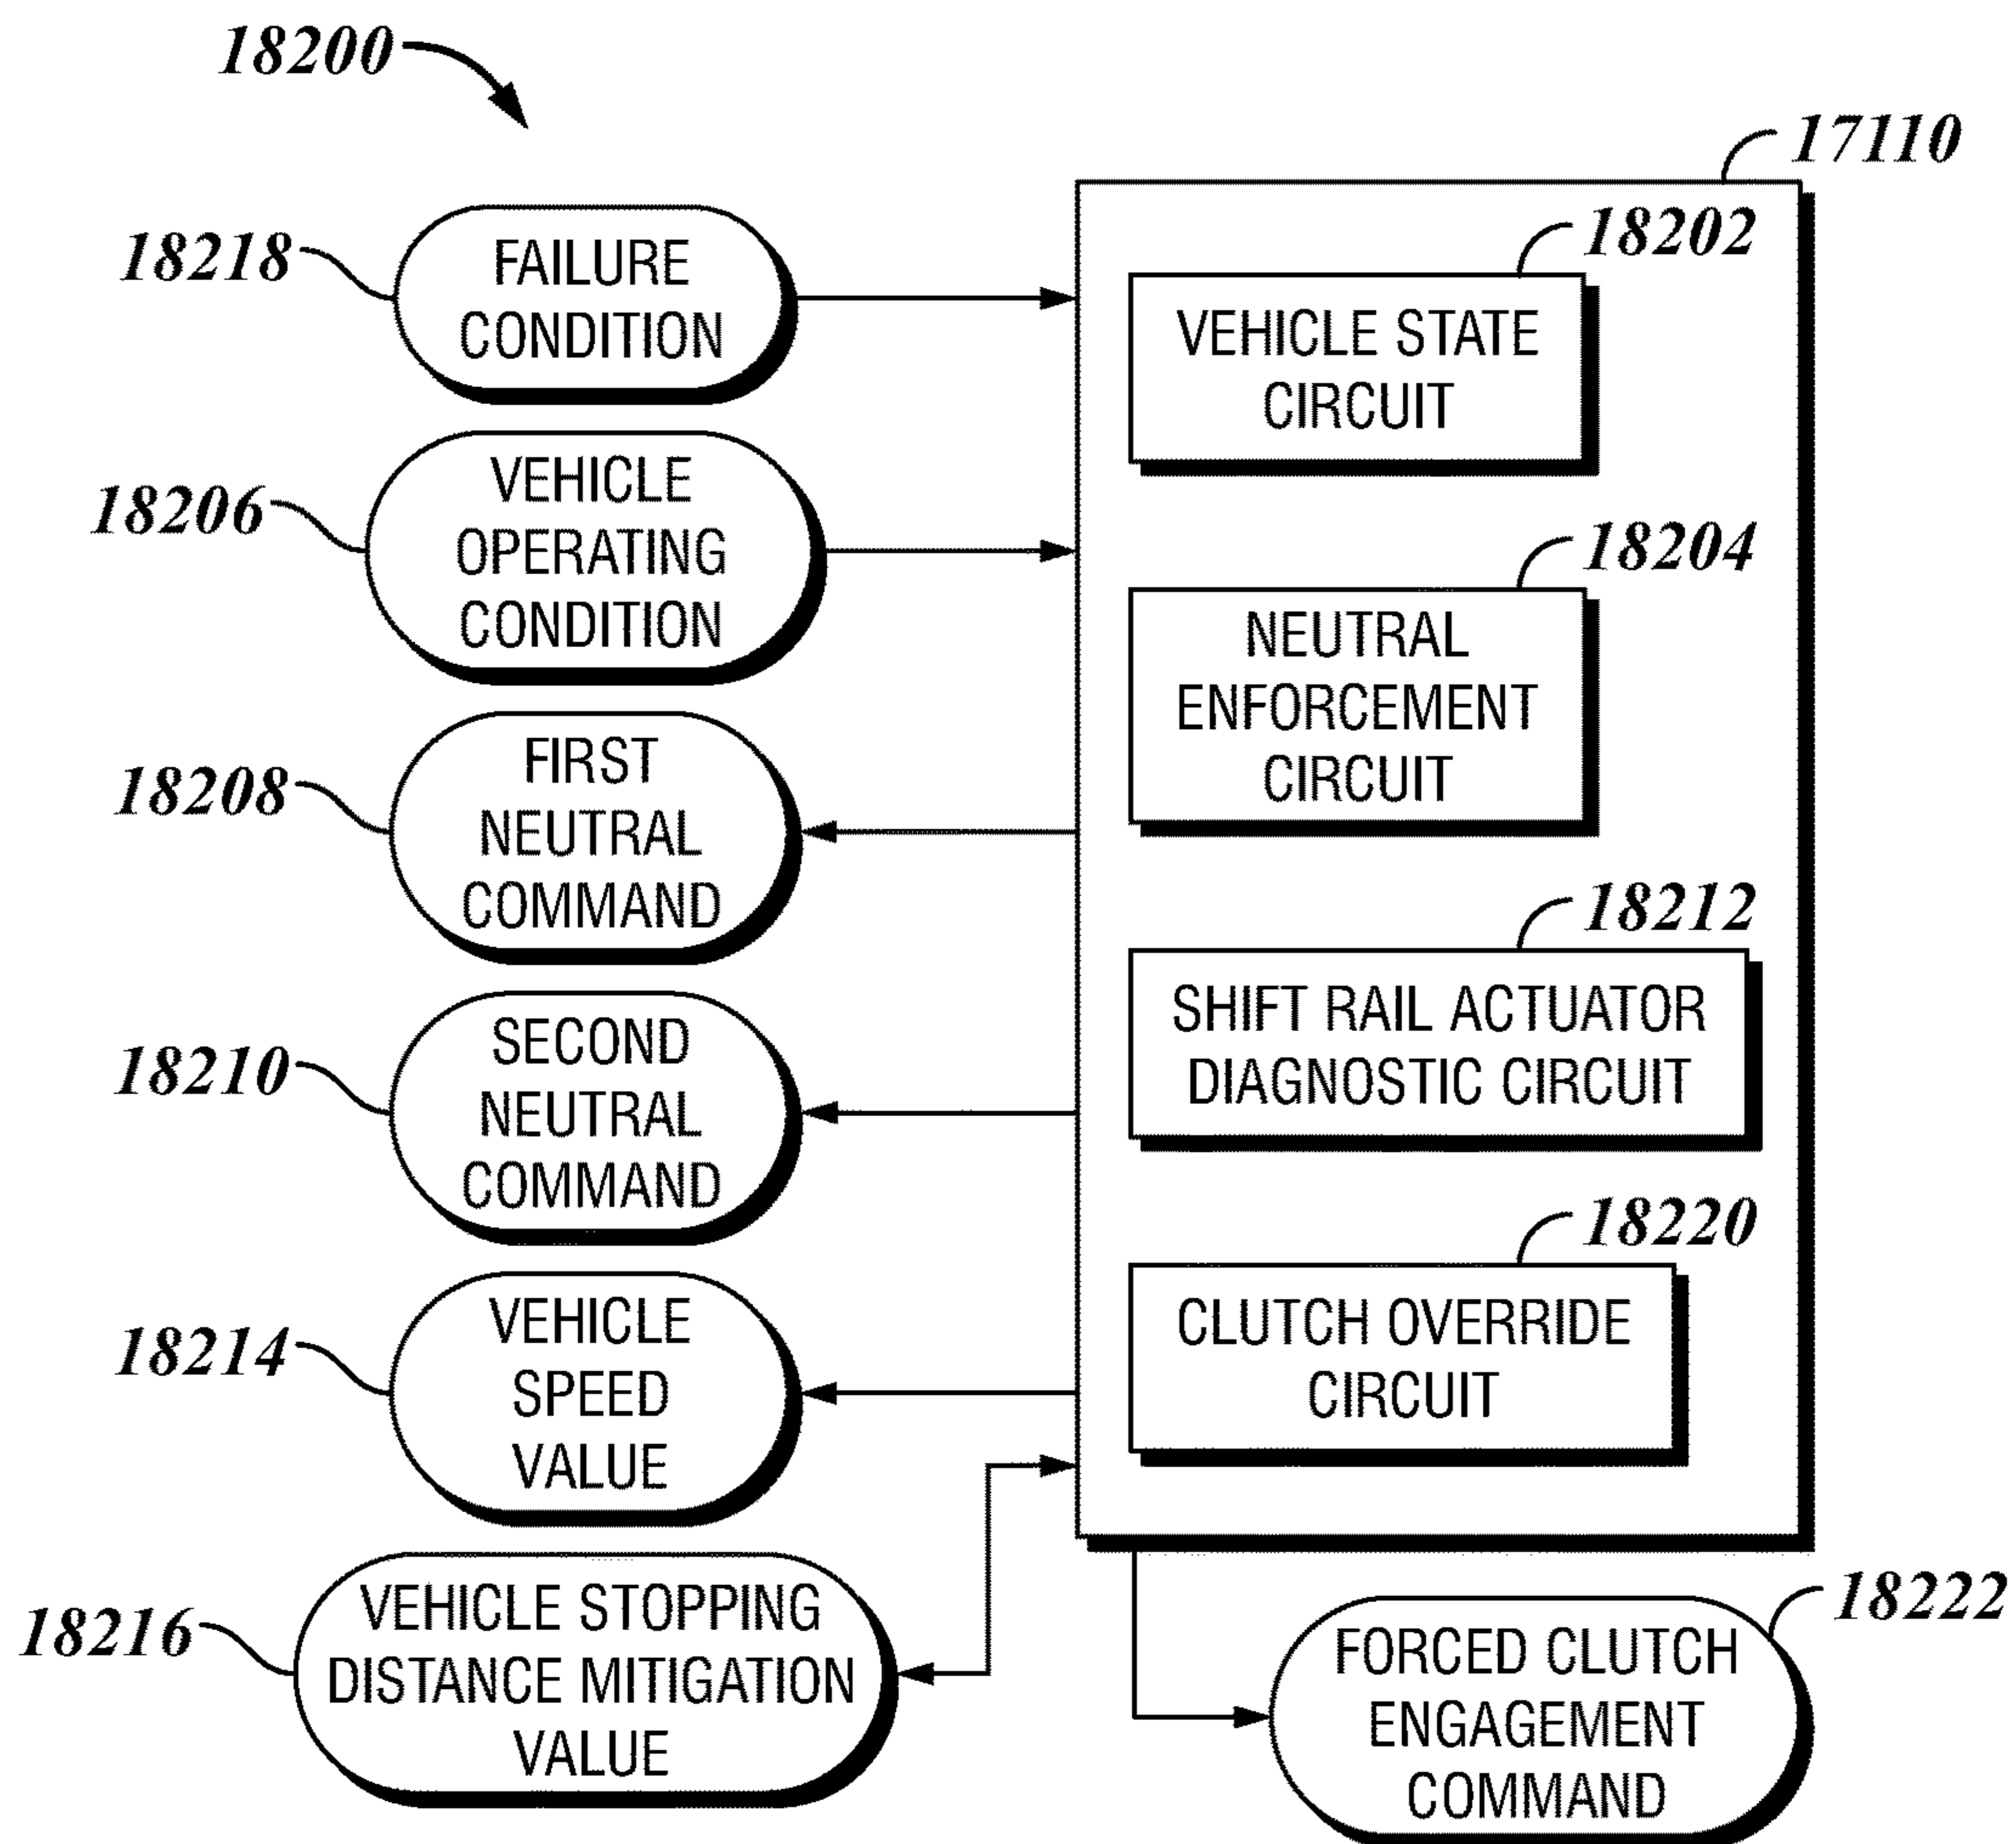 18200
17110
18218
FAILURE
CONDITION
18202
VEHICLE STATE
CIRCUIT
18206
VEHICLE
OPERATING
CONDITION
18204
NEUTRAL
ENFORCEMENT
CIRCUIT
18208
FIRST
NEUTRAL
COMMAND
18212
SHIFT RAIL ACTUATOR
DIAGNOSTIC CIRCUIT
18210
SECOND
NEUTRAL
COMMAND
18220
CLUTCH OVERRIDE
CIRCUIT
18214
VEHICLE
SPEED
VALUE
18216
VEHICLE STOPPING
DISTANCE MITIGATION
VALUE
18222
FORCED CLUTCH
ENGAGEMENT
COMMAND